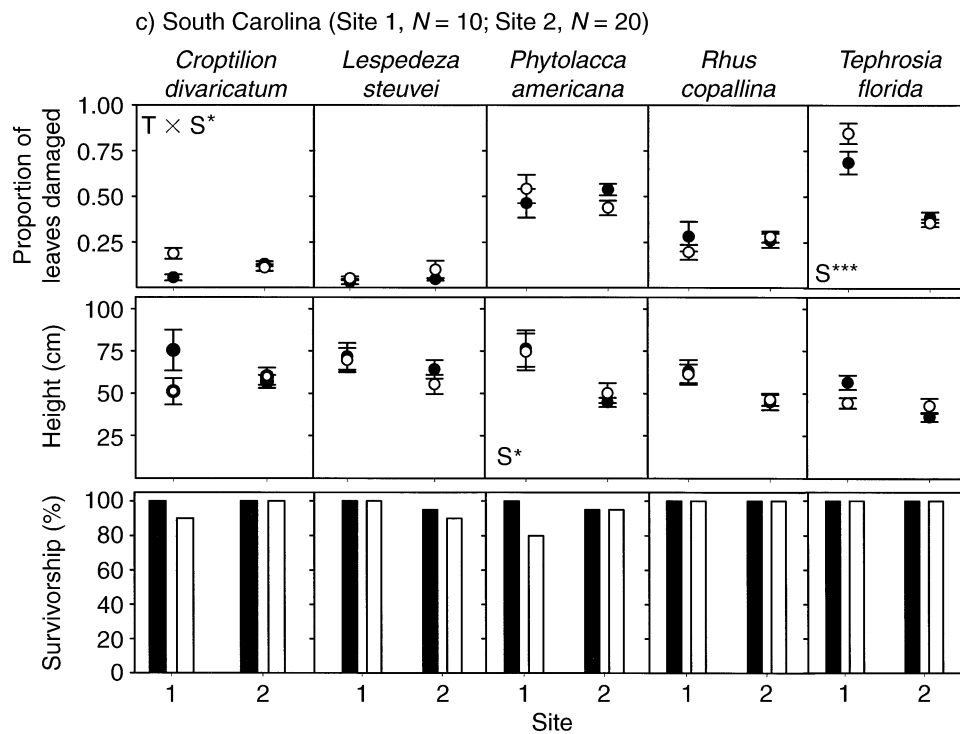 c) South Carolina (Site 1, N = 10; Site 2, N = 20)
Croptilion divaricatum
Lespedeza steuvei
Phytolacca americana
Rhus copallina
Tephrosia florida
Proportion of leaves damaged
1.00
0.75
0.50
0.25
T × S*
S***
Height (cm)
100
75
50
25
S*
Survivorship (%)
100
80
60
40
20
0
1 2 1 2 1 2 1 2 1 2
Site